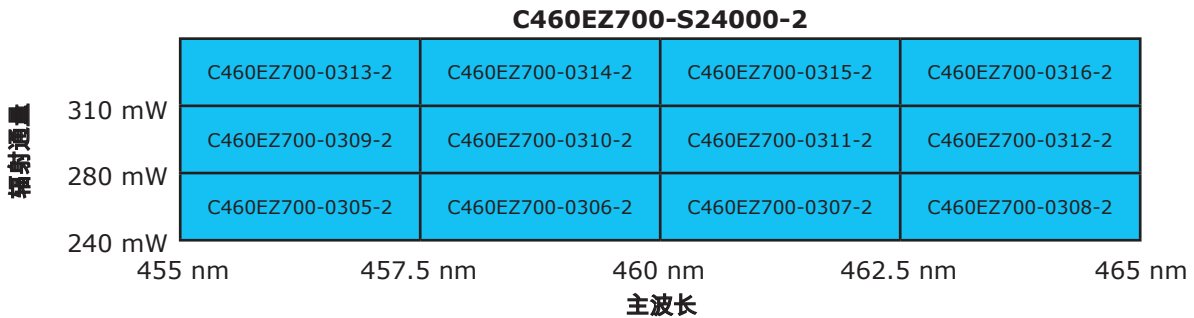 C460EZ700-S24000-2
C460EZ700-0313-2 C460EZ700-0314-2 C460EZ700-0315-2 C460EZ700-0316-2
310 mW
C460EZ700-0309-2 C460EZ700-0310-2 C460EZ700-0311-2 C460EZ700-0312-2
辐射通量
280 mW
C460EZ700-0305-2 C460EZ700-0306-2 C460EZ700-0307-2 C460EZ700-0308-2
240 mW
455 nm 457.5 nm 460 nm 462.5 nm 465 nm
主波长